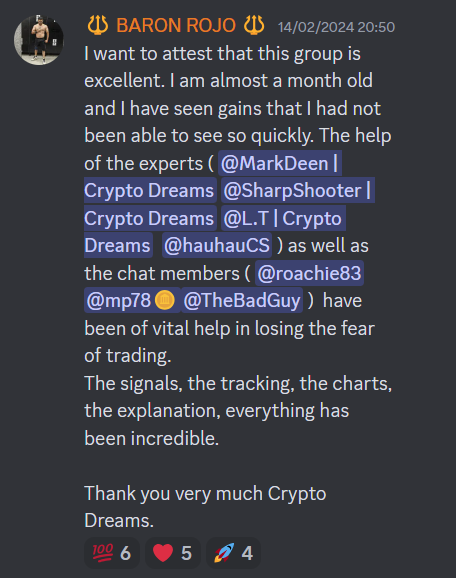 🔱 BARON ROJO 🔱 14/02/2024 20:50
I want to attest that this group is
excellent. I am almost a month old
and I have seen gains that I had not
been able to see so quickly. The help
of the experts ( @MarkDeen |
Crypto Dreams @SharpShooter |
Crypto Dreams @L.T | Crypto
Dreams @hauhauCS ) as well as
the chat members ( @roachie83
@mp78🪙 @TheBadGuy ) have
been of vital help in losing the fear
of trading.
The signals, the tracking, the charts,
the explanation, everything has
been incredible.
Thank you very much Crypto
Dreams.
💯 6 ❤️ 5 🚀 4